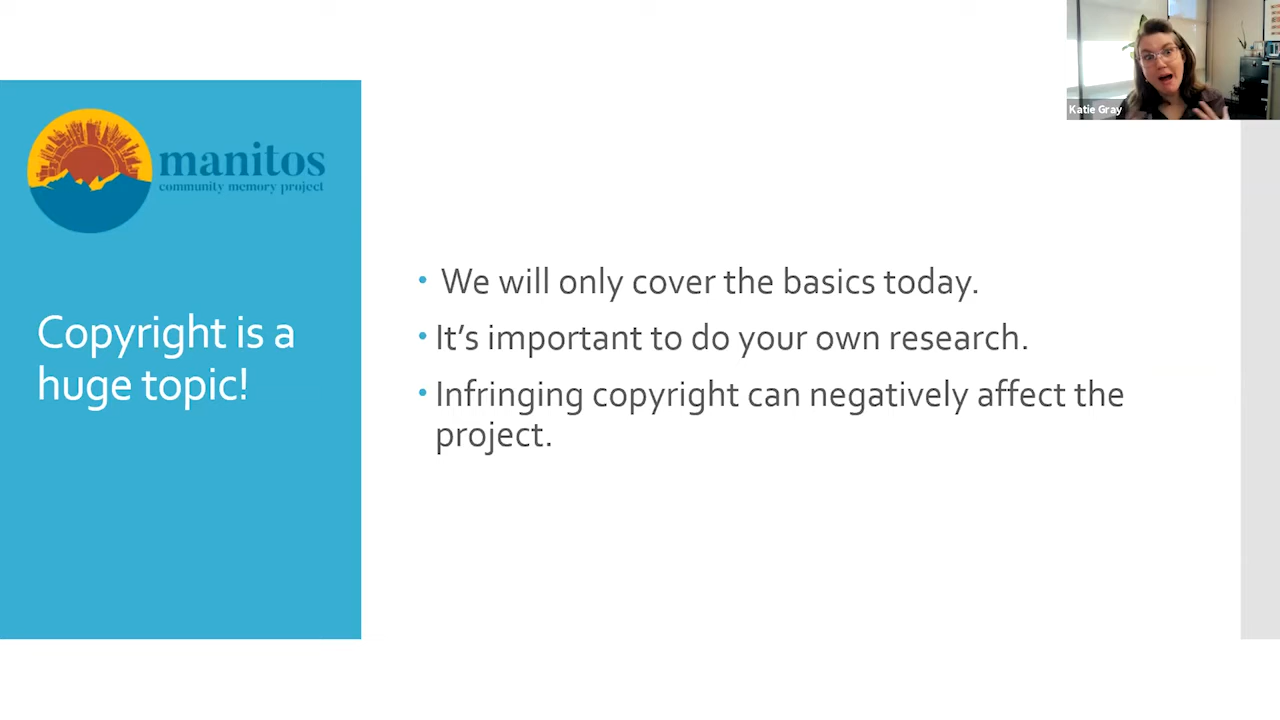 Katie Gray
manitos
community memory project
Copyright is a
huge topic!
• We will only cover the basics today.
• It’s important to do your own research.
• Infringing copyright can negatively affect the
project.